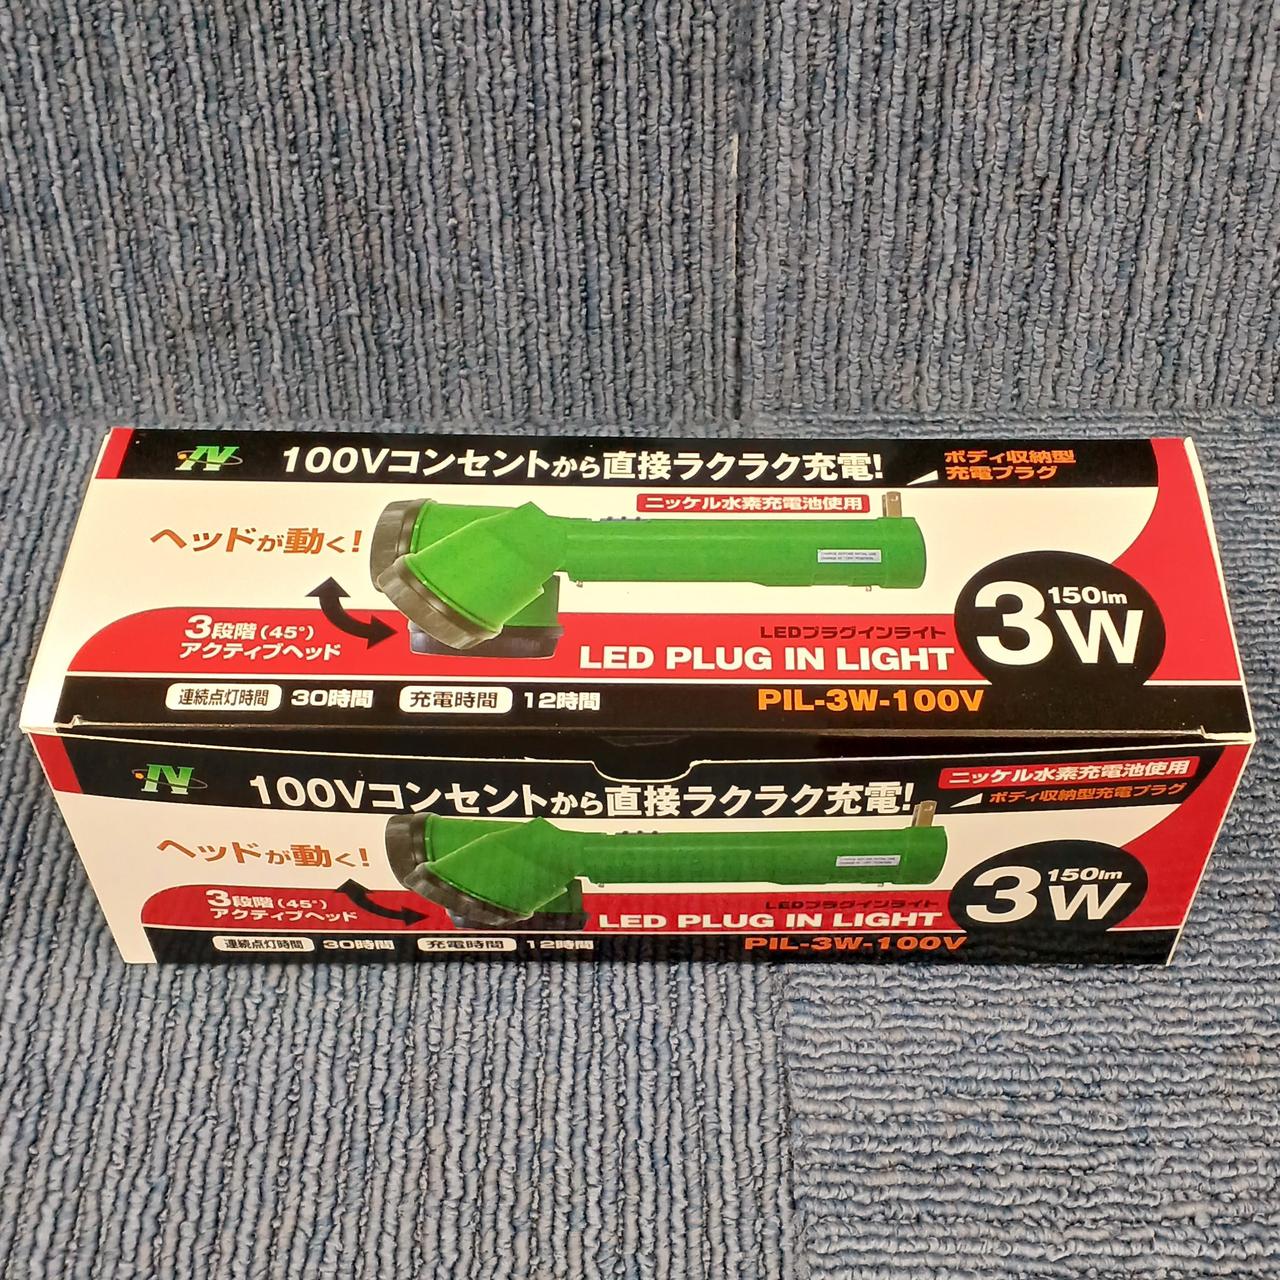 N
100Vコンセントから直接ラクラク充電!
ボディ収納型
充電プラグ
ニッケル水素充電池使用
ヘッドが動く!
3段階(45°)
アクティブヘッド
LEDプラグインライト
LED PLUG IN LIGHT
150lm
3W
連続点灯時間 30時間 充電時間 12時間
PIL-3W-100V
N
100Vコンセントから直接ラクラク充電!
ニッケル水素充電池使用
ボディ収納型充電プラグ
ヘッドが動く!
3段階(45°)
アクティブヘッド
LEDプラグインライト
LED PLUG IN LIGHT
150lm
3W
連続点灯時間 30時間 充電時間 12時間
PIL-3W-100V